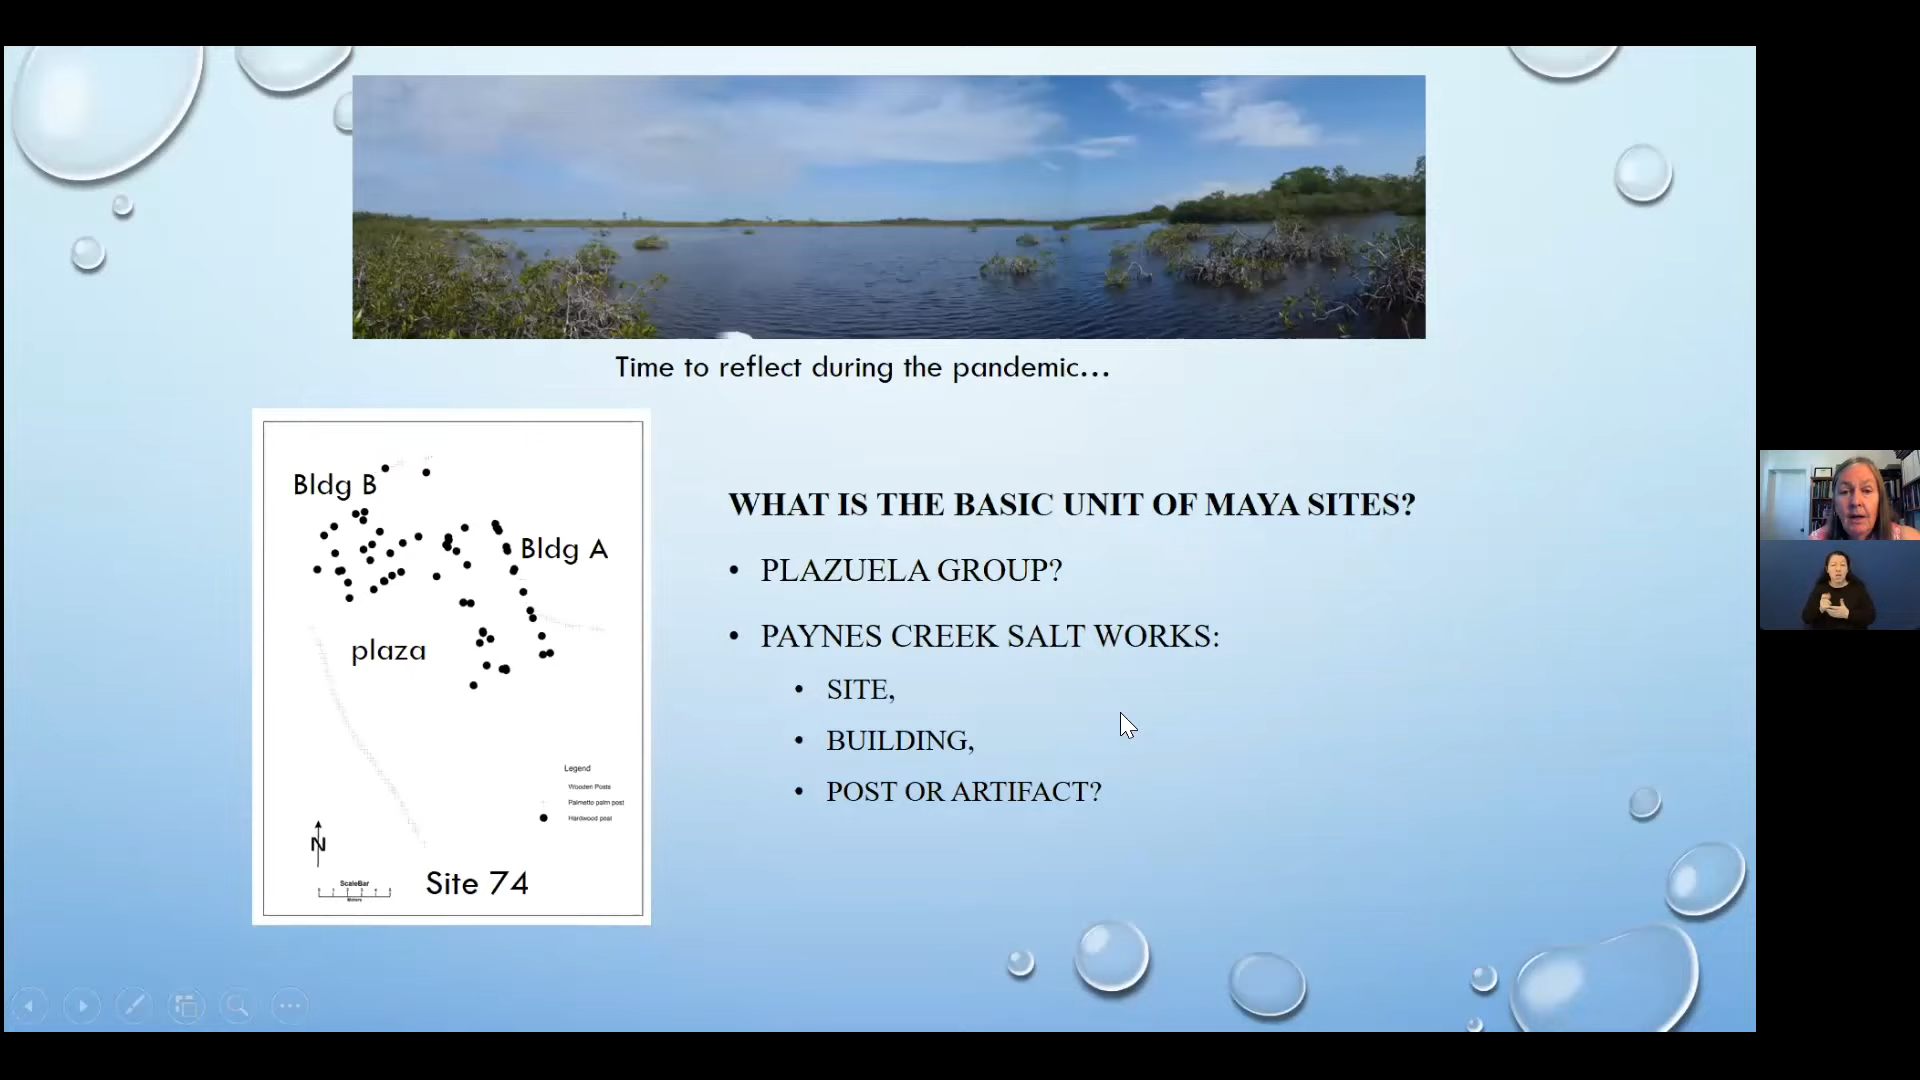 Time to reflect during the pandemic...
Bldg B
Bldg A
plaza
Legend
Wooden Posts
Palmetto palm post
Hardwood post
N
ScaleBar
Meters
Site 74
WHAT IS THE BASIC UNIT OF MAYA SITES?
• PLAZUELA GROUP?
• PAYNES CREEK SALT WORKS:
• SITE,
• BUILDING,
• POST OR ARTIFACT?